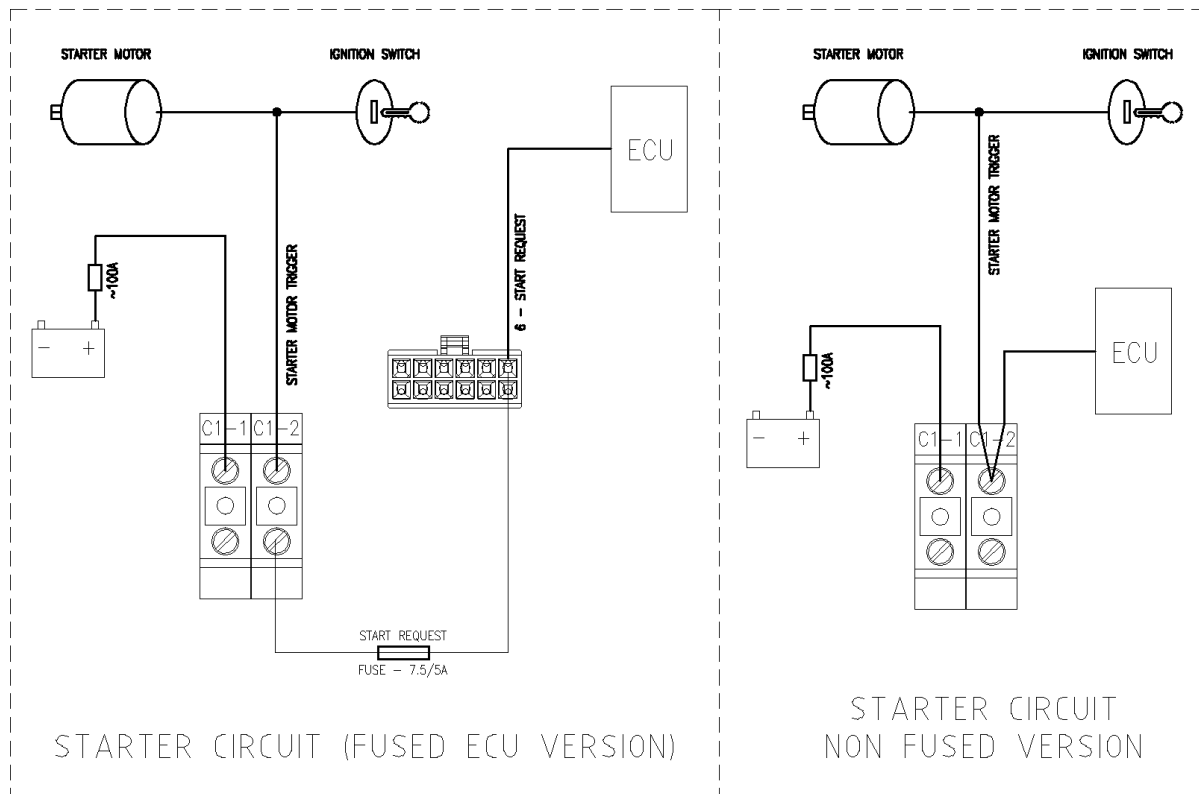 STARTER MOTOR
IGNITION SWITCH
ECU
6 - START REQUEST
STARTER MOTOR TRIGGER
~100A
- +
C1-1 C1-2
START REQUEST
FUSE - 7.5/5A
STARTER CIRCUIT (FUSED ECU VERSION)
STARTER MOTOR
IGNITION SWITCH
STARTER MOTOR TRIGGER
ECU
~100A
- +
C1-1 C1-2
STARTER CIRCUIT
NON FUSED VERSION